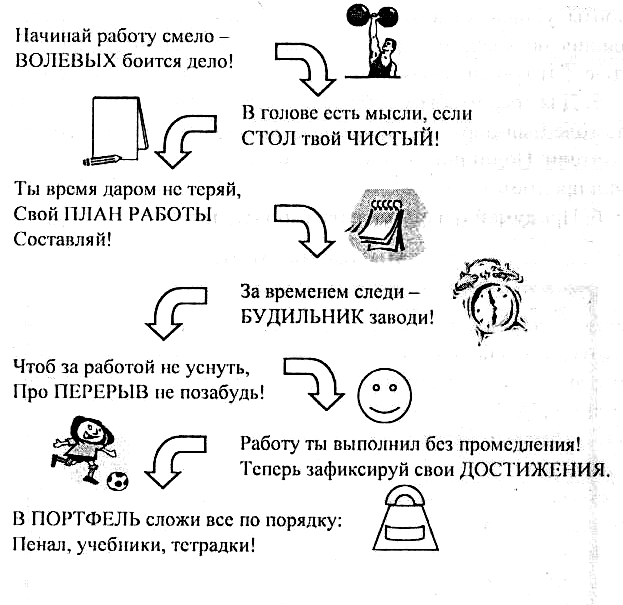 Начинай работу смело –
ВОЛЕВЫХ боится дело!
В голове есть мысли, если
СТОЛ твой ЧИСТЫЙ!
Ты время даром не теряй,
Свой ПЛАН РАБОТЫ
Составляй!
За временем следи –
БУДИЛЬНИК заводи!
Чтоб за работой не уснуть,
Про ПЕРЕРЫВ не позабудь!
Работу ты выполнил без промедления!
Теперь зафиксируй свои ДОСТИЖЕНИЯ.
В ПОРТФЕЛЬ сложи все по порядку:
Пенал, учебники, тетрадки!